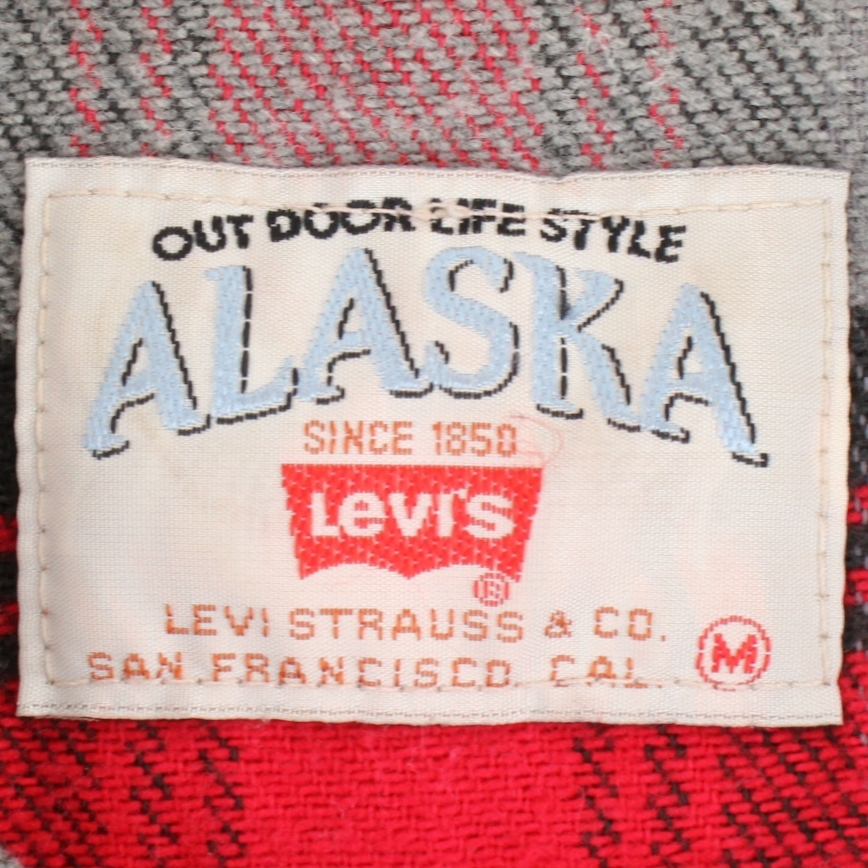 OUT DOOR LIFE STYLE
ALASKA
SINCE 1850
Levi's
®
LEVI STRAUSS & CO.
SAN.FRANCISCO. CAL.
M